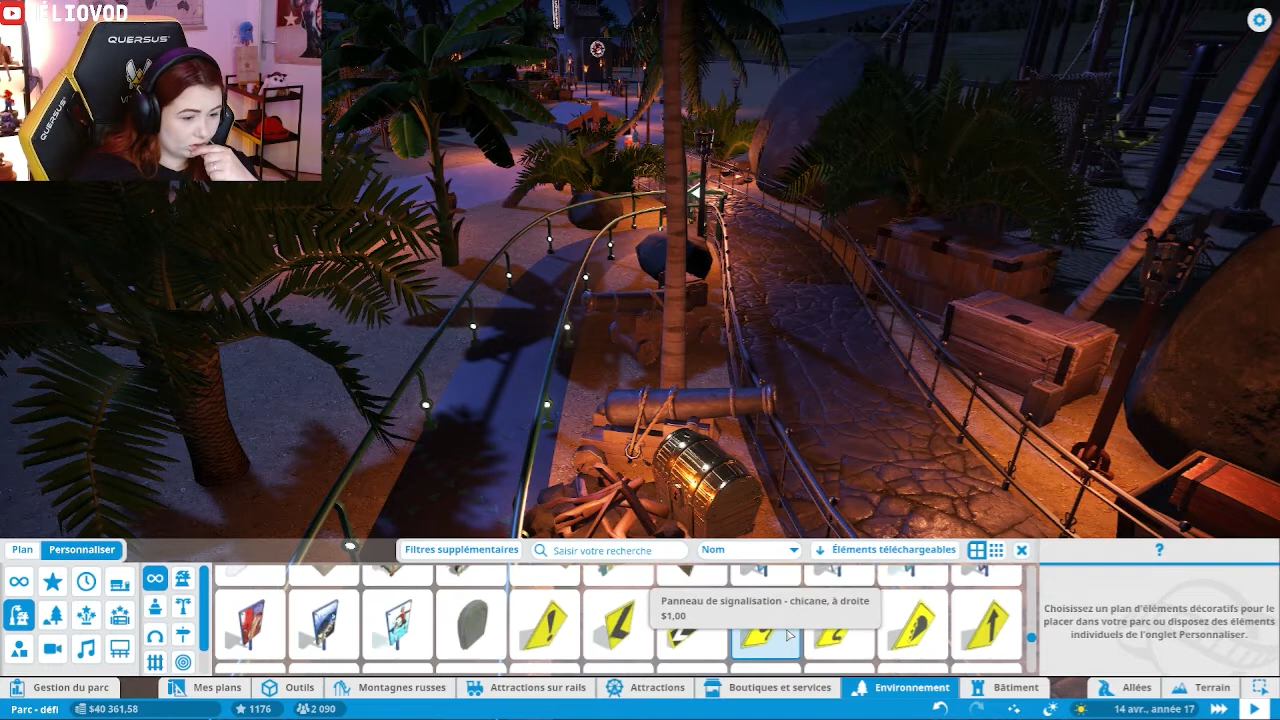 ÉLIOVOD
QUERSUS
QUERSUS
Plan
Personnaliser
Filtres supplémentaires
Saisir votre recherche
Nom
Éléments téléchargeables
?
Panneau de signalisation - chicane, à droite
$1,00
Choisissez un plan d'éléments décoratifs pour le
placer dans votre parc ou disposez des éléments
individuels de l'onglet Personnaliser.
Gestion du parc
Mes plans
Outils
Montagnes russes
Attractions sur rails
Attractions
Boutiques et services
Environnement
Bâtiment
Allées
Terrain
Parc - défi
$40 361,58
1176
2 090
14 avr., année 17